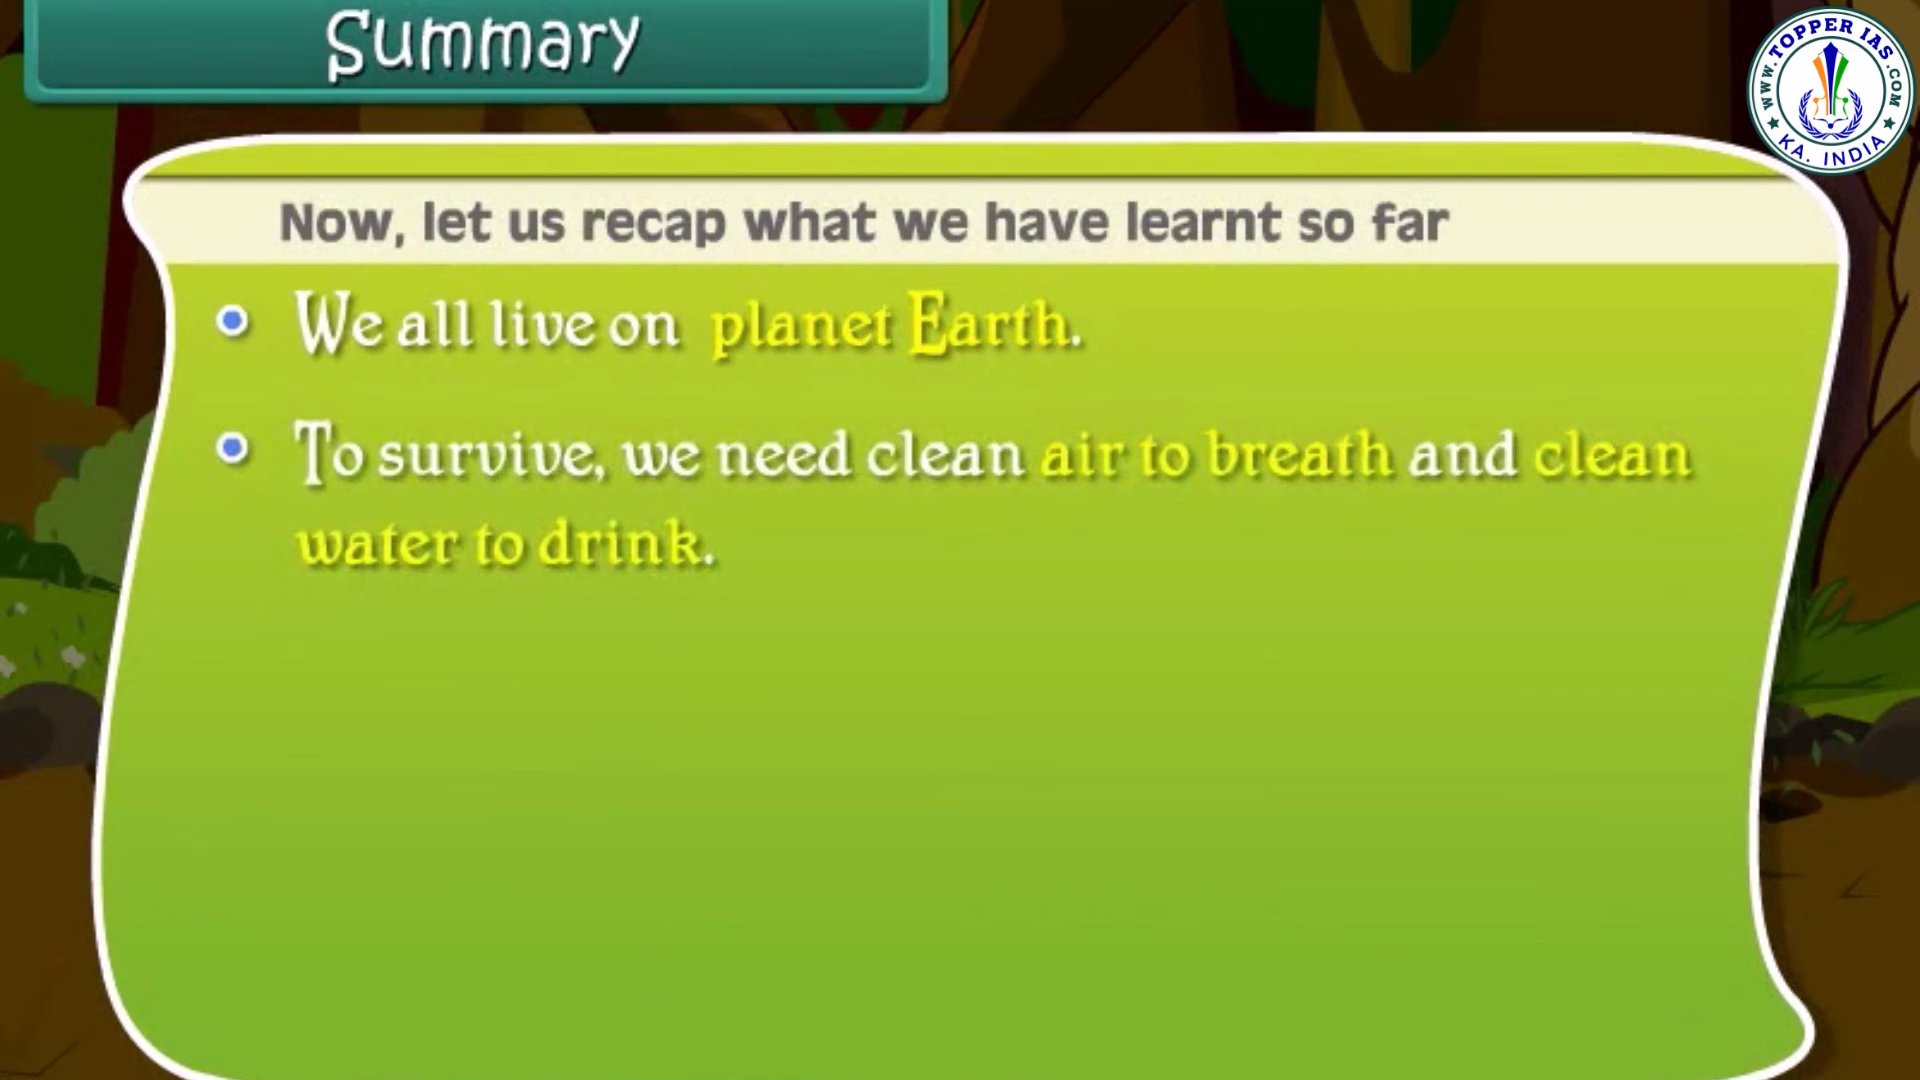 Summary
WWW.TOPPER IAS.COM
KA. INDIA
Now, let us recap what we have learnt so far
We all live on planet Earth.
To survive, we need clean air to breath and clean
water to drink.